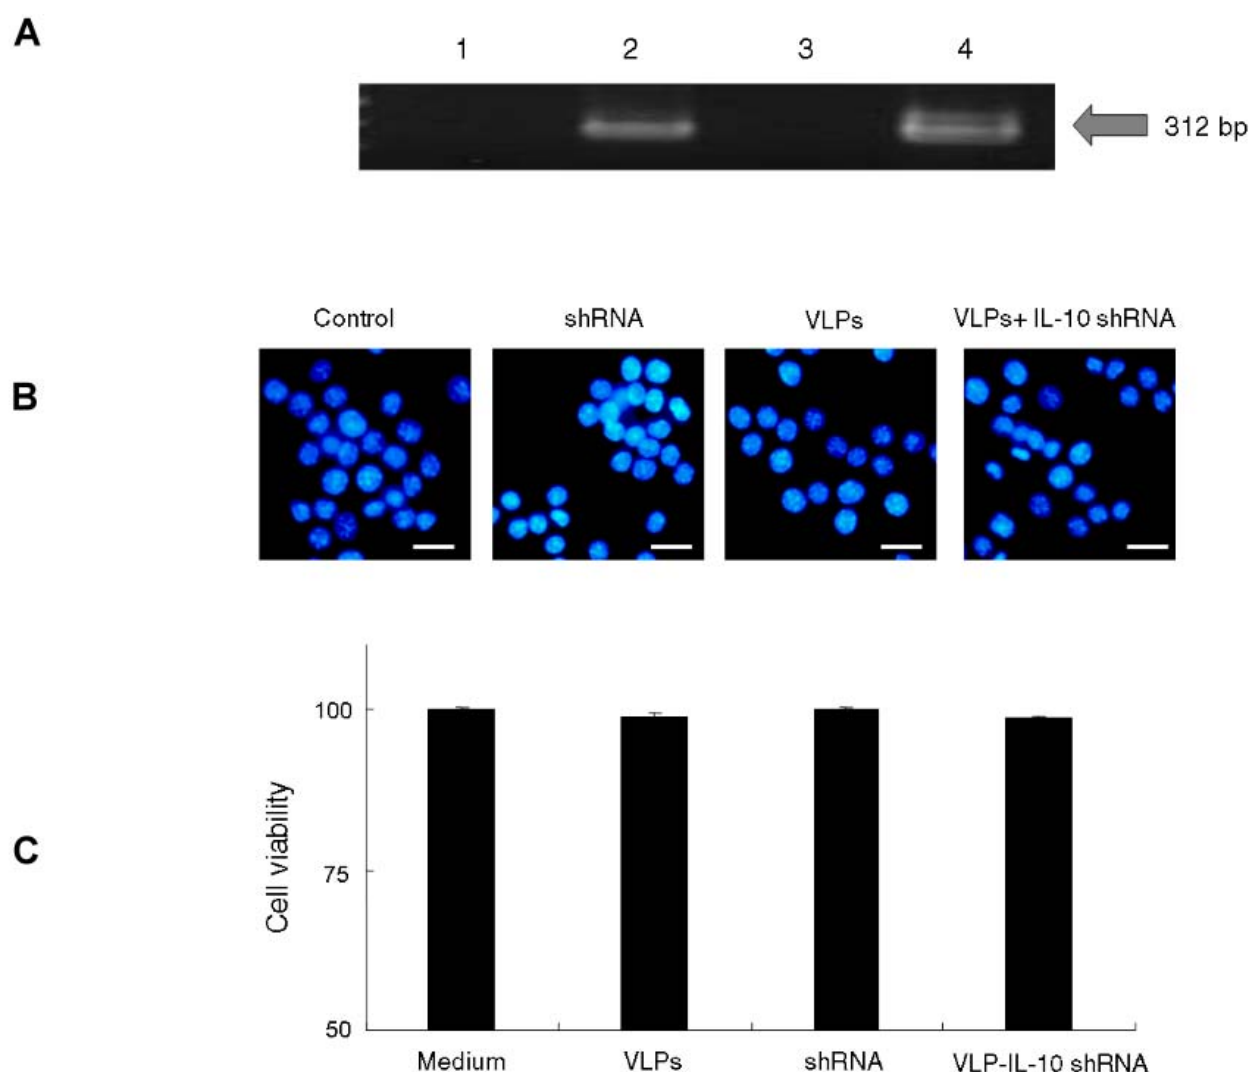 A
1 2 3 4
312 bp
Control shRNA VLPs VLPs+ IL-10 shRNA
B
C
Cell viability
100
75
50
Medium VLPs shRNA VLP-IL-10 shRNA